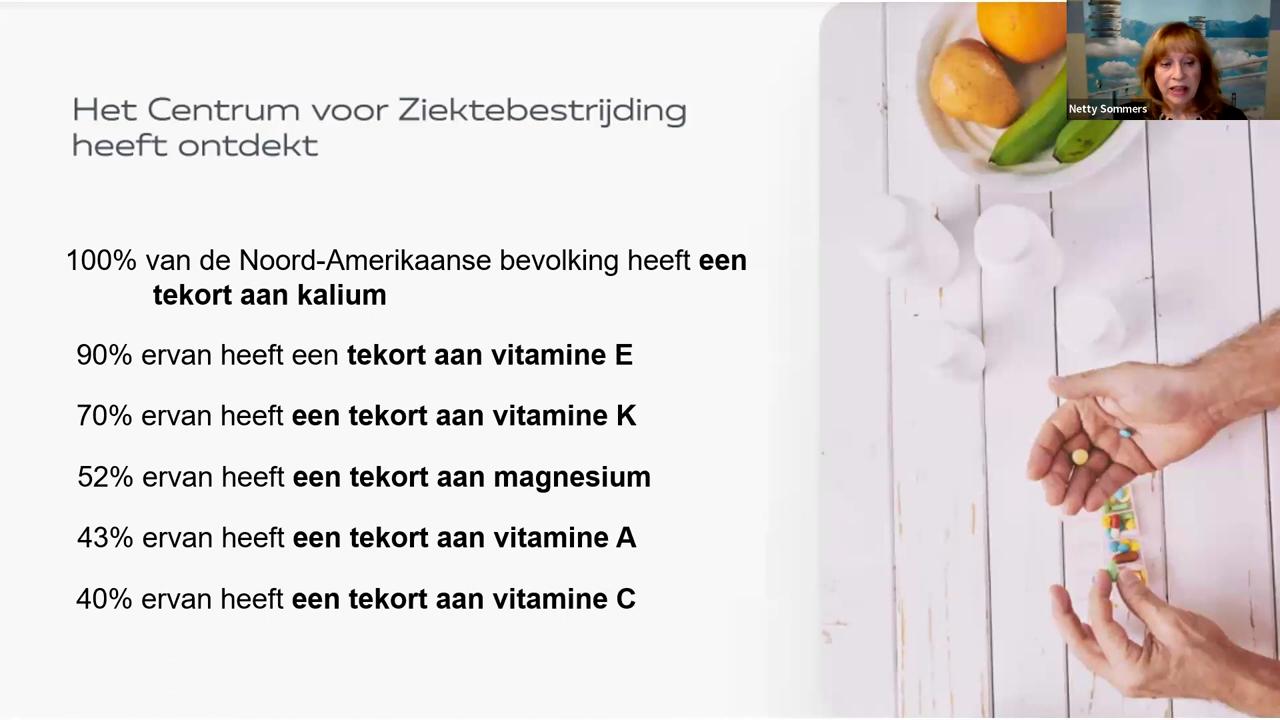 Het Centrum voor Ziektebestrijding
heeft ontdekt
Netty Sommers
100% van de Noord-Amerikaanse bevolking heeft een
tekort aan kalium
90% ervan heeft een tekort aan vitamine E
70% ervan heeft een tekort aan vitamine K
52% ervan heeft een tekort aan magnesium
43% ervan heeft een tekort aan vitamine A
40% ervan heeft een tekort aan vitamine C